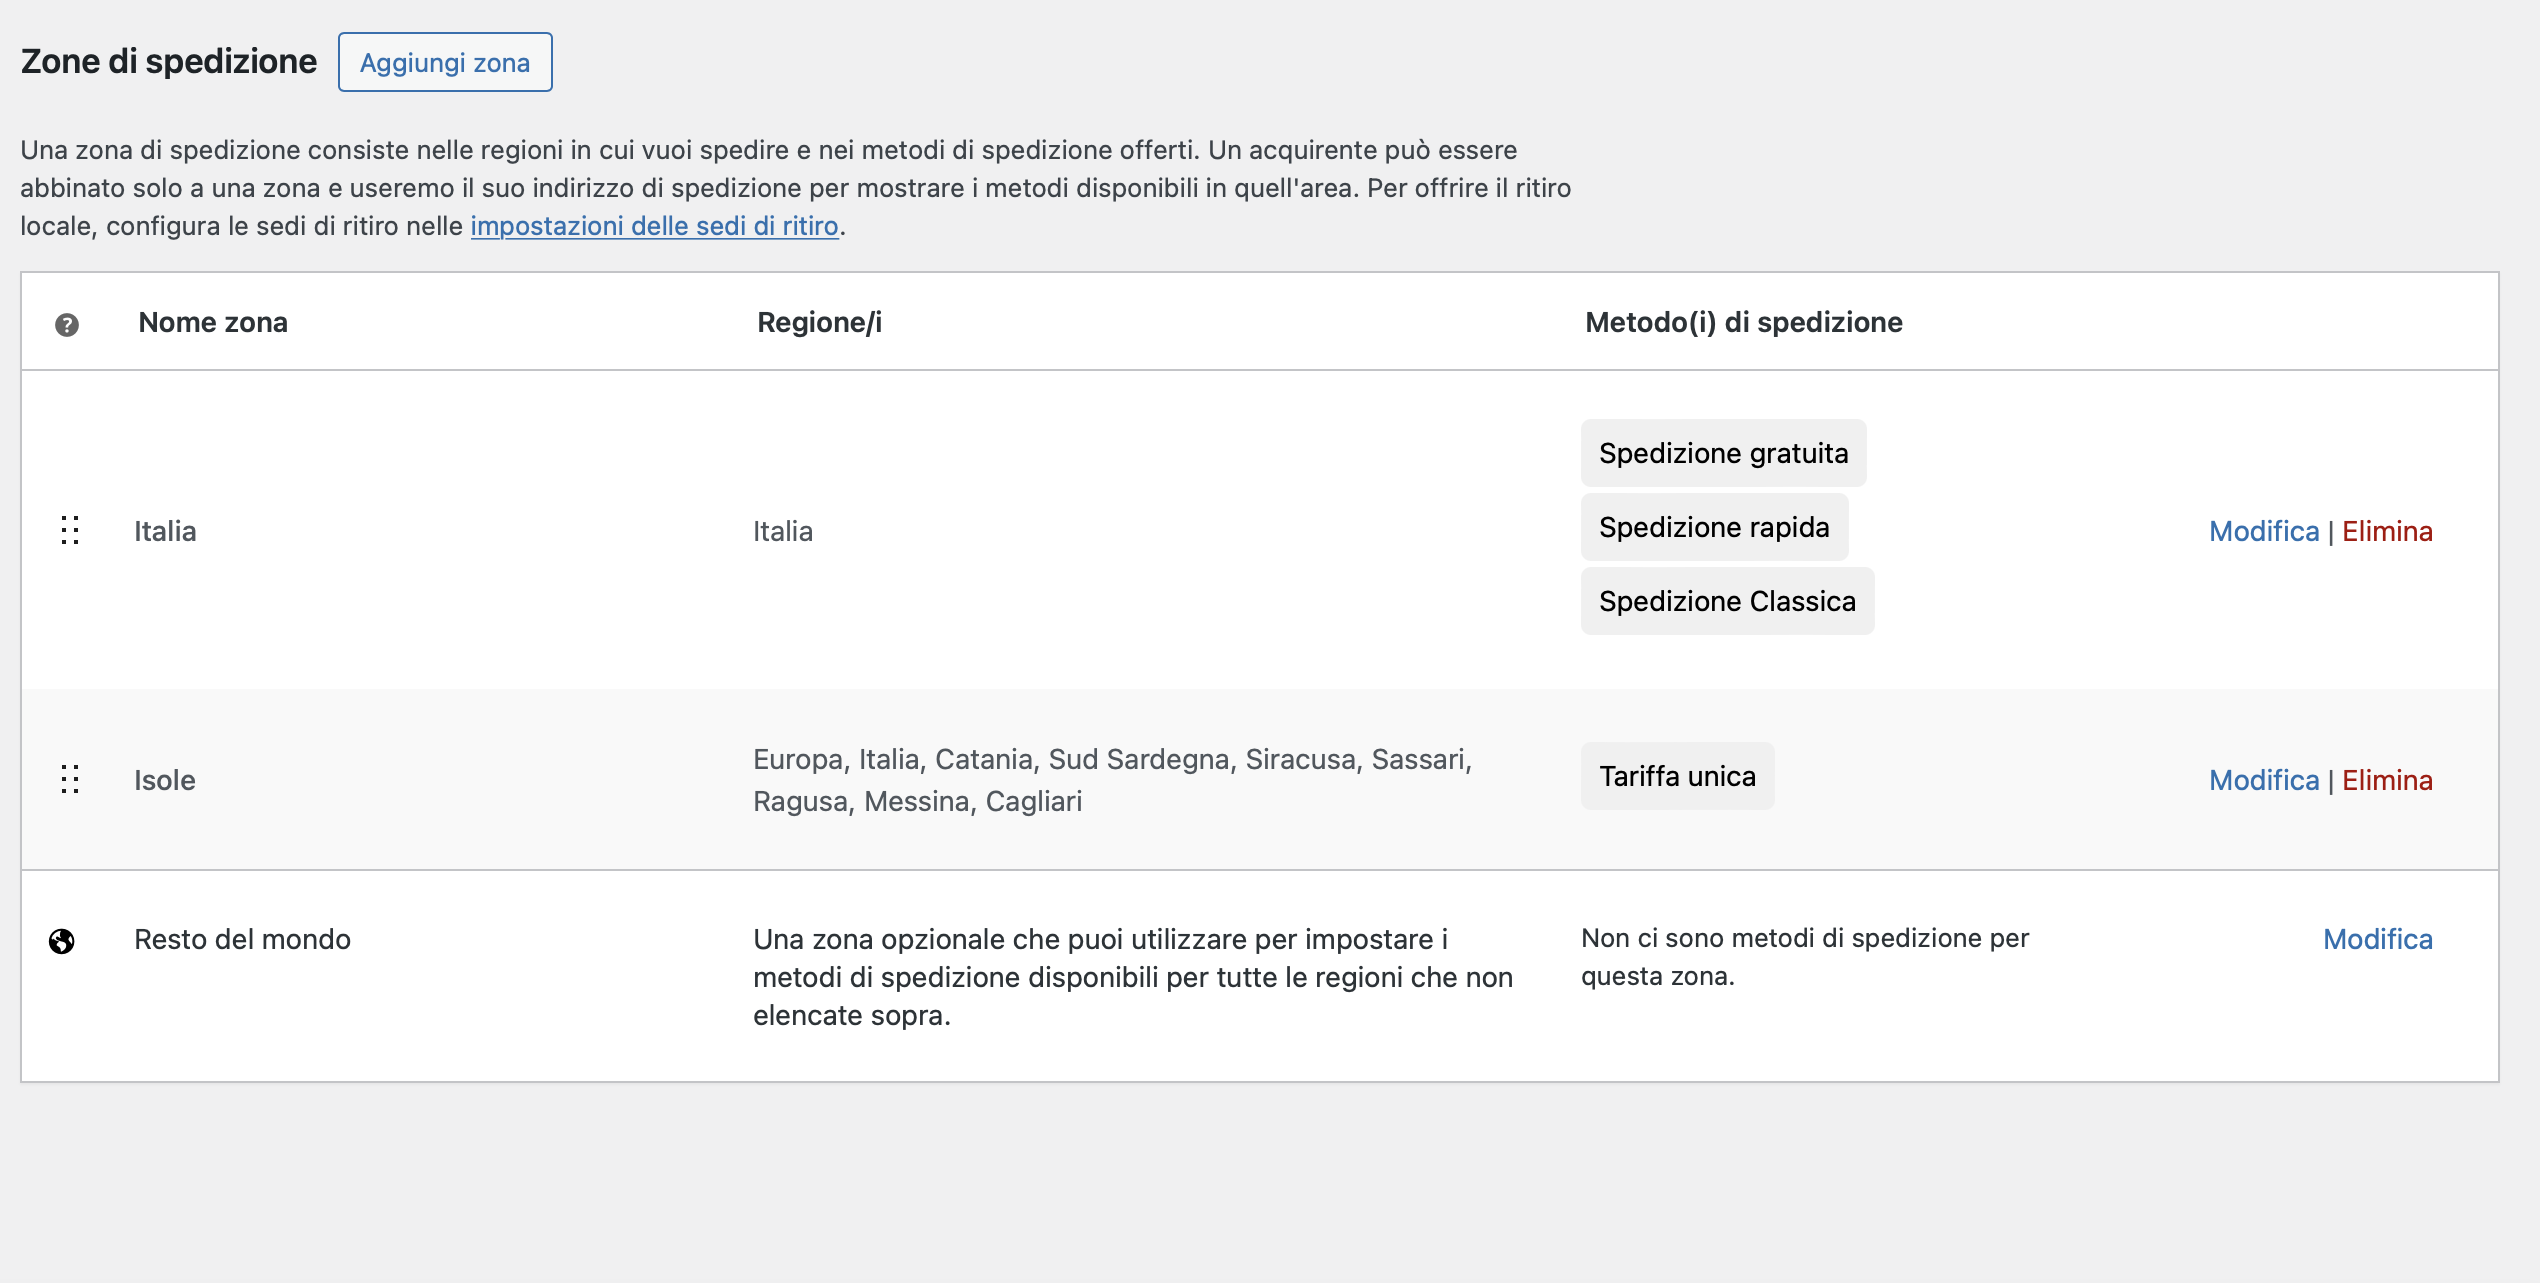 Zone di spedizione Aggiungi zona
Una zona di spedizione consiste nelle regioni in cui vuoi spedire e nei metodi di spedizione offerti. Un acquirente può essere
abbinato solo a una zona e useremo il suo indirizzo di spedizione per mostrare i metodi disponibili in quell'area. Per offrire il ritiro
locale, configura le sedi di ritiro nelle impostazioni delle sedi di ritiro.
? Nome zona Regione/i Metodo(i) di spedizione
Italia Italia
Spedizione gratuita
Spedizione rapida
Spedizione Classica
Modifica | Elimina
Isole
Europa, Italia, Catania, Sud Sardegna, Siracusa, Sassari,
Ragusa, Messina, Cagliari
Tariffa unica
Modifica | Elimina
Resto del mondo
Una zona opzionale che puoi utilizzare per impostare i
metodi di spedizione disponibili per tutte le regioni che non
elencate sopra.
Non ci sono metodi di spedizione per
questa zona.
Modifica